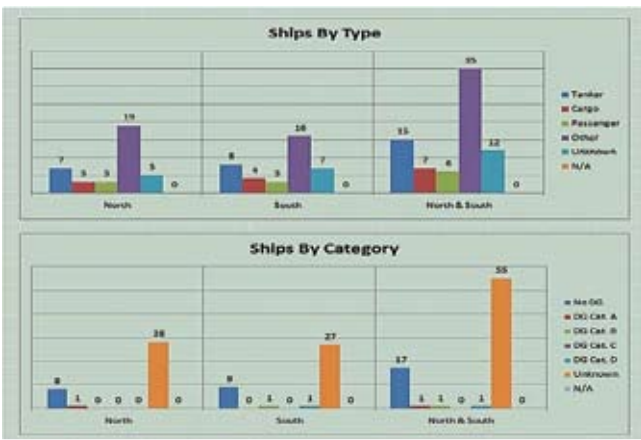 Ships By Type
7 3 3 19 5 0
8 4 3 16 7 0
15 7 6 35 12 0
North
South
North & South
Tanker
Cargo
Passenger
Other
Unknown
N/A
Ships By Category
8 1 0 0 0 28 0
9 0 1 0 1 27 0
17 1 1 0 1 55 0
North
South
North & South
No DG
DG Cat. A
DG Cat. B
DG Cat. C
DG Cat. D
Unknown
N/A